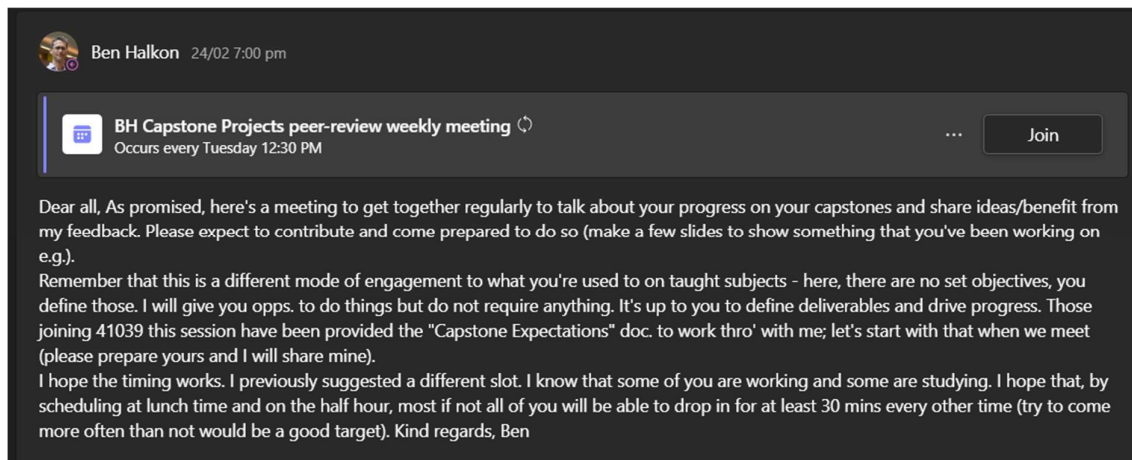 Ben Halkon 24/02 7:00 pm
BH Capstone Projects peer-review weekly meeting
Occurs every Tuesday 12:30 PM
... Join
Dear all, As promised, here's a meeting to get together regularly to talk about your progress on your capstones and share ideas/benefit from
my feedback. Please expect to contribute and come prepared to do so (make a few slides to show something that you've been working on
e.g.).
Remember that this is a different mode of engagement to what you're used to on taught subjects - here, there are no set objectives, you
define those. I will give you opps. to do things but do not require anything. It's up to you to define deliverables and drive progress. Those
joining 41039 this session have been provided the "Capstone Expectations" doc. to work thro' with me; let's start with that when we meet
(please prepare yours and I will share mine).
I hope the timing works. I previously suggested a different slot. I know that some of you are working and some are studying. I hope that, by
scheduling at lunch time and on the half hour, most if not all of you will be able to drop in for at least 30 mins every other time (try to come
more often than not would be a good target). Kind regards, Ben